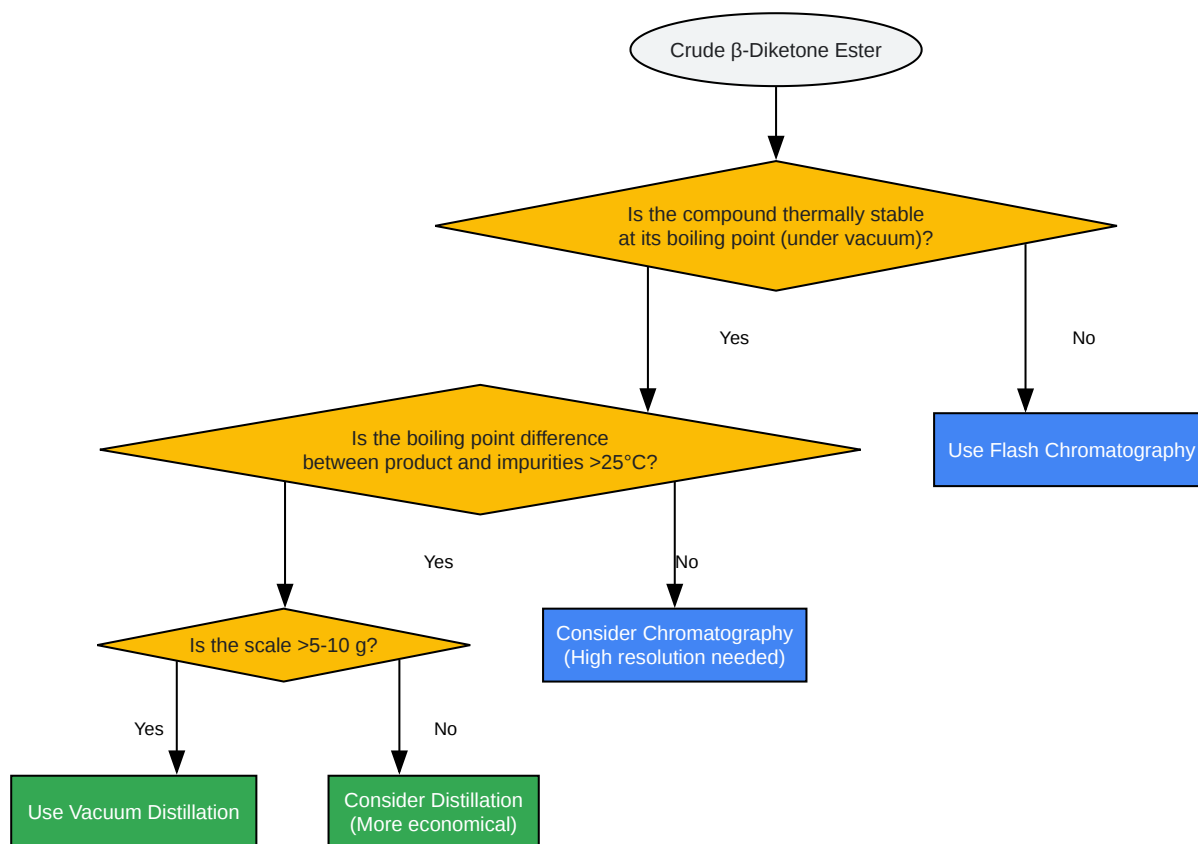 Crude β-Diketone Ester
Is the compound thermally stable
at its boiling point (under vacuum)?
Yes
No
Is the boiling point difference
between product and impurities >25°C?
Use Flash Chromatography
Yes
No
Is the scale >5-10 g?
Consider Chromatography
(High resolution needed)
Yes
No
Use Vacuum Distillation
Consider Distillation
(More economical)